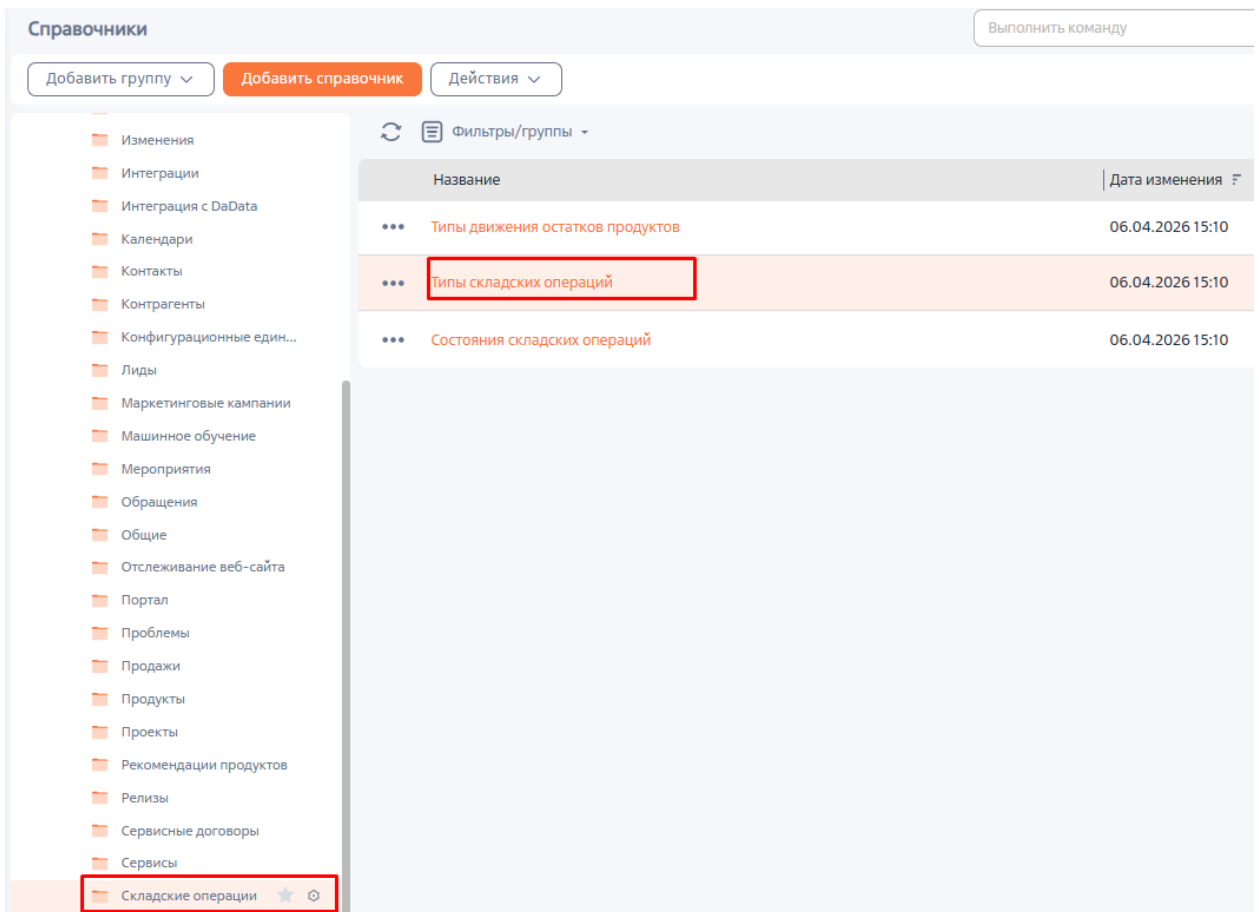 Справочники
Выполнить команду
Добавить группу
Добавить справочник
Действия
Изменения
Интеграции
Интеграция с DaData
Календари
Контакты
Контрагенты
Конфигурационные един...
Лиды
Маркетинговые кампании
Машинное обучение
Мероприятия
Обращения
Общие
Отслеживание веб-сайта
Портал
Проблемы
Продажи
Продукты
Проекты
Рекомендации продуктов
Релизы
Сервисные договоры
Сервисы
Складские операции
Фильтры/группы
Название Дата изменения
Типы движения остатков продуктов 06.04.2026 15:10
Типы складских операций 06.04.2026 15:10
Состояния складских операций 06.04.2026 15:10